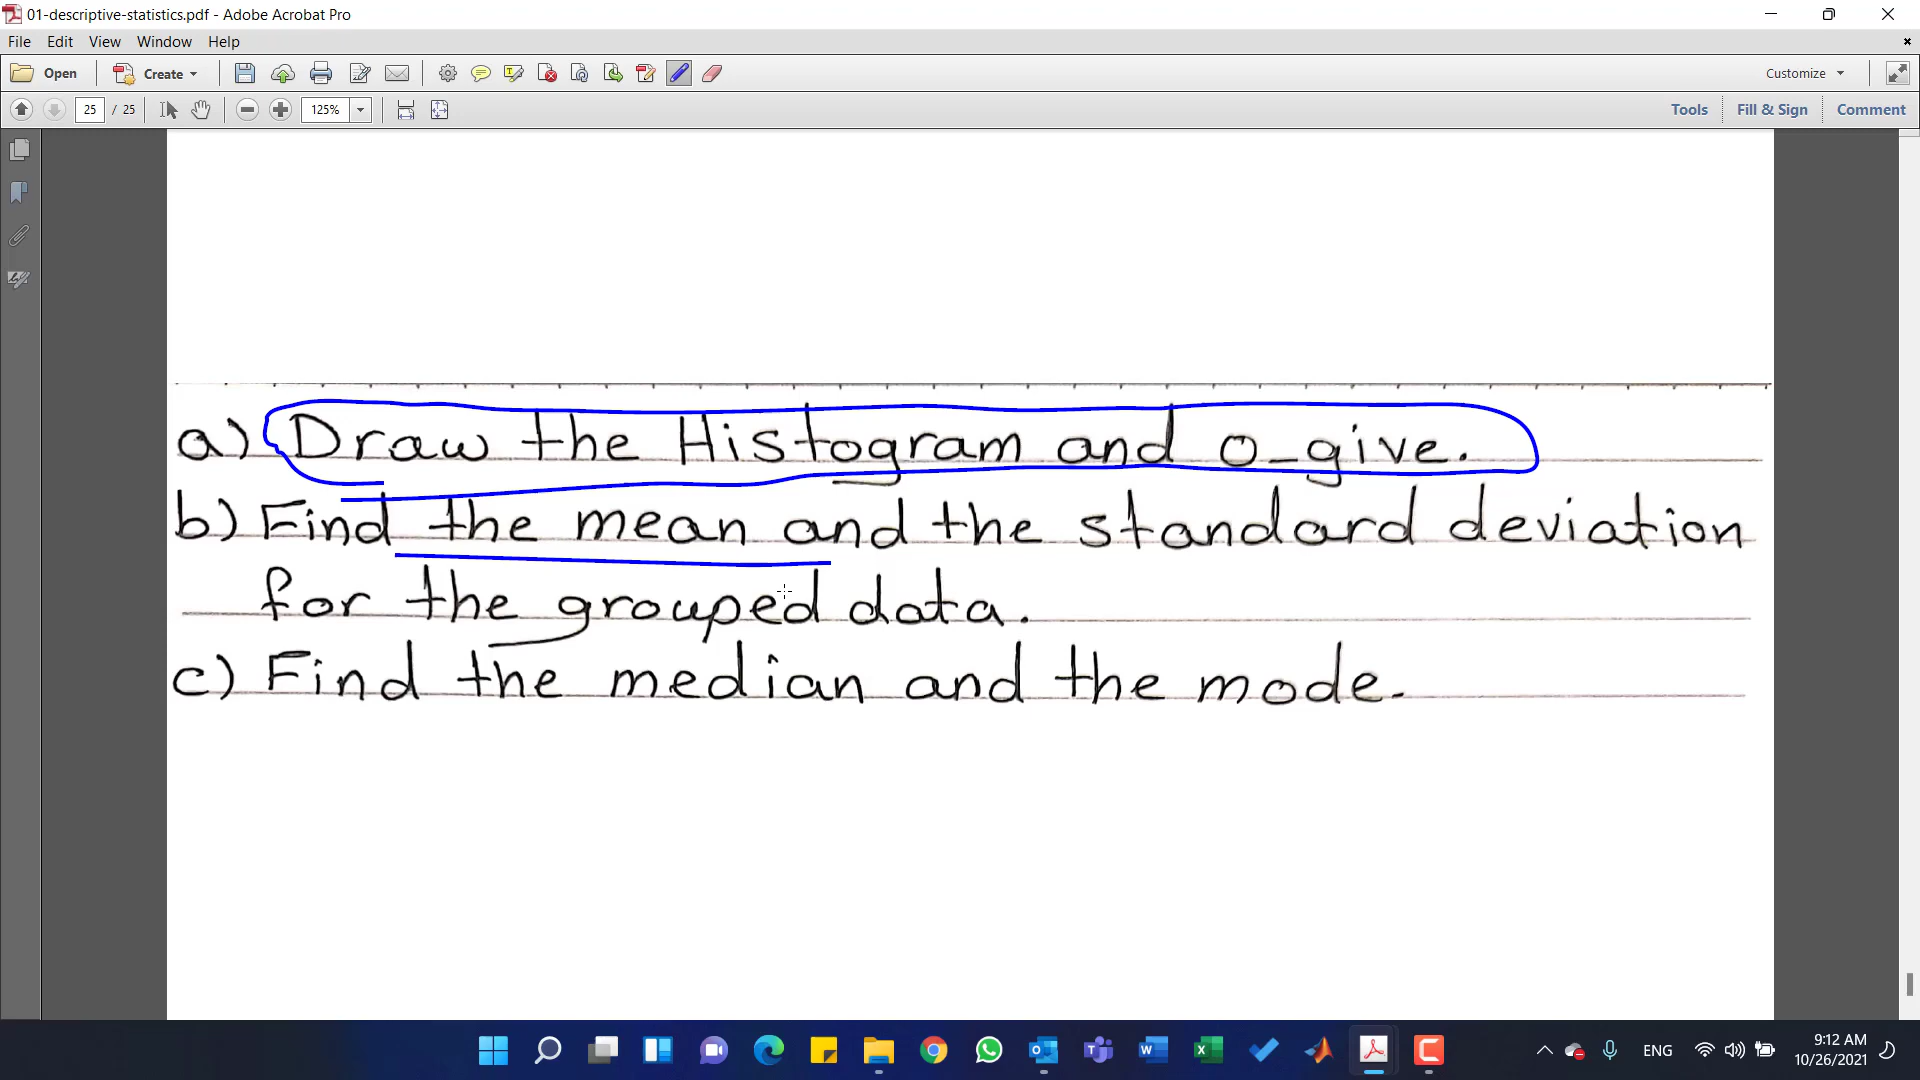 01-descriptive-statistics.pdf - Adobe Acrobat Pro
File Edit View Window Help
Open Create Customize
25 / 25 125% Tools Fill & Sign Comment
a) Draw the Histogram and o-give.
b) Find the mean and the standard deviation
for the grouped data.
c) Find the median and the mode.
ENG 9:12 AM
10/26/2021